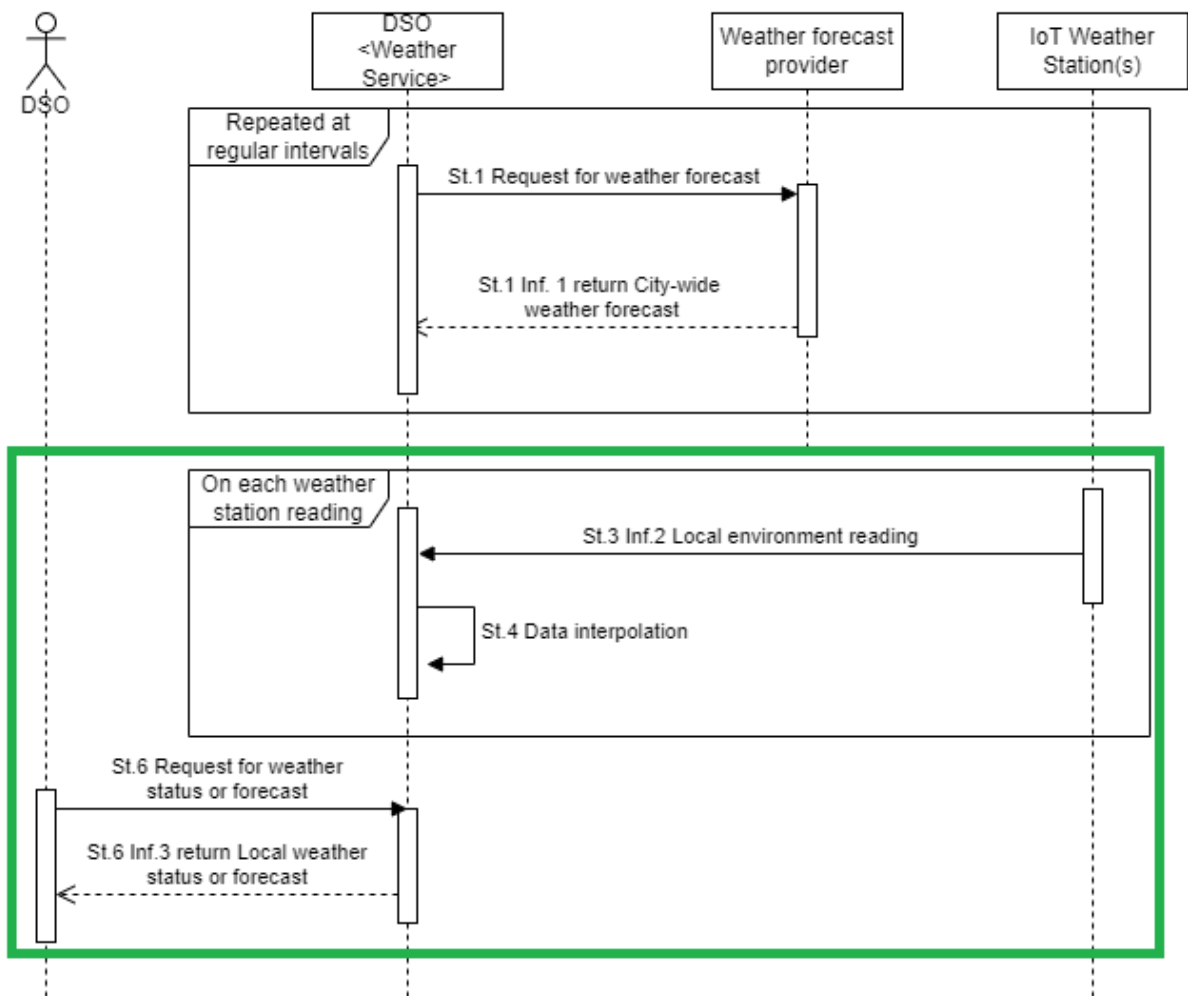 DSO
DSO
<Weather
Service>
Weather forecast
provider
IoT Weather
Station(s)
Repeated at
regular intervals
St.1 Request for weather forecast
St.1 Inf. 1 return City-wide
weather forecast
On each weather
station reading
St.3 Inf.2 Local environment reading
St.4 Data interpolation
St.6 Request for weather
status or forecast
St.6 Inf.3 return Local weather
status or forecast